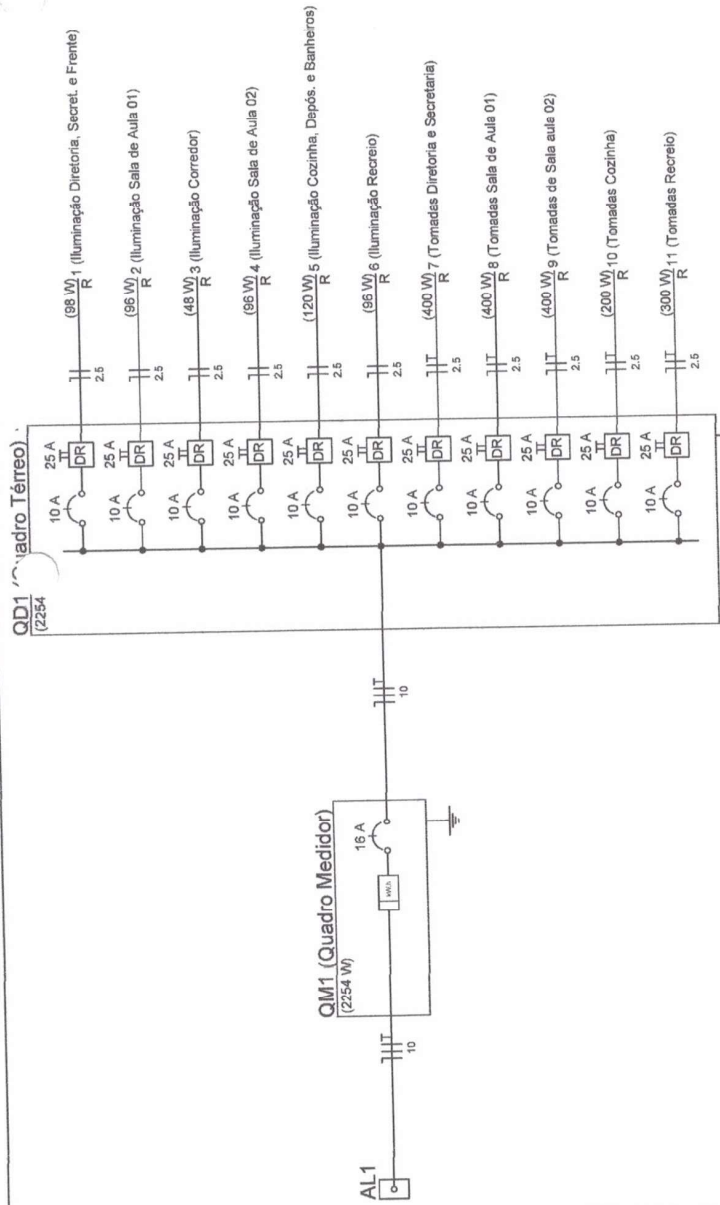 QD1 (Quadro Térreo)
(2254
25 A
10 A
DR
2.5
(98 W) 1 (Iluminação Diretoria, Secret. e Frente)
R
25 A
10 A
DR
2.5
(96 W) 2 (Iluminação Sala de Aula 01)
R
25 A
10 A
DR
2.5
(48 W) 3 (Iluminação Corredor)
R
25 A
10 A
DR
2.5
(96 W) 4 (Iluminação Sala de Aula 02)
R
25 A
10 A
DR
2.5
(120 W) 5 (Iluminação Cozinha, Depós. e Banheiros)
R
25 A
10 A
DR
2.5
(96 W) 6 (Iluminação Recreio)
R
25 A
10 A
DR
2.5
(400 W) 7 (Tomadas Diretoria e Secretaria)
R
25 A
10 A
DR
2.5
(400 W) 8 (Tomadas Sala de Aula 01)
R
25 A
10 A
DR
2.5
(400 W) 9 (Tomadas de Sala aula 02)
R
25 A
10 A
DR
2.5
(200 W) 10 (Tomadas Cozinha)
R
25 A
10 A
DR
2.5
(300 W) 11 (Tomadas Recreio)
R
10
QM1 (Quadro Medidor)
(2254 W)
16 A
kW.h
10
AL1